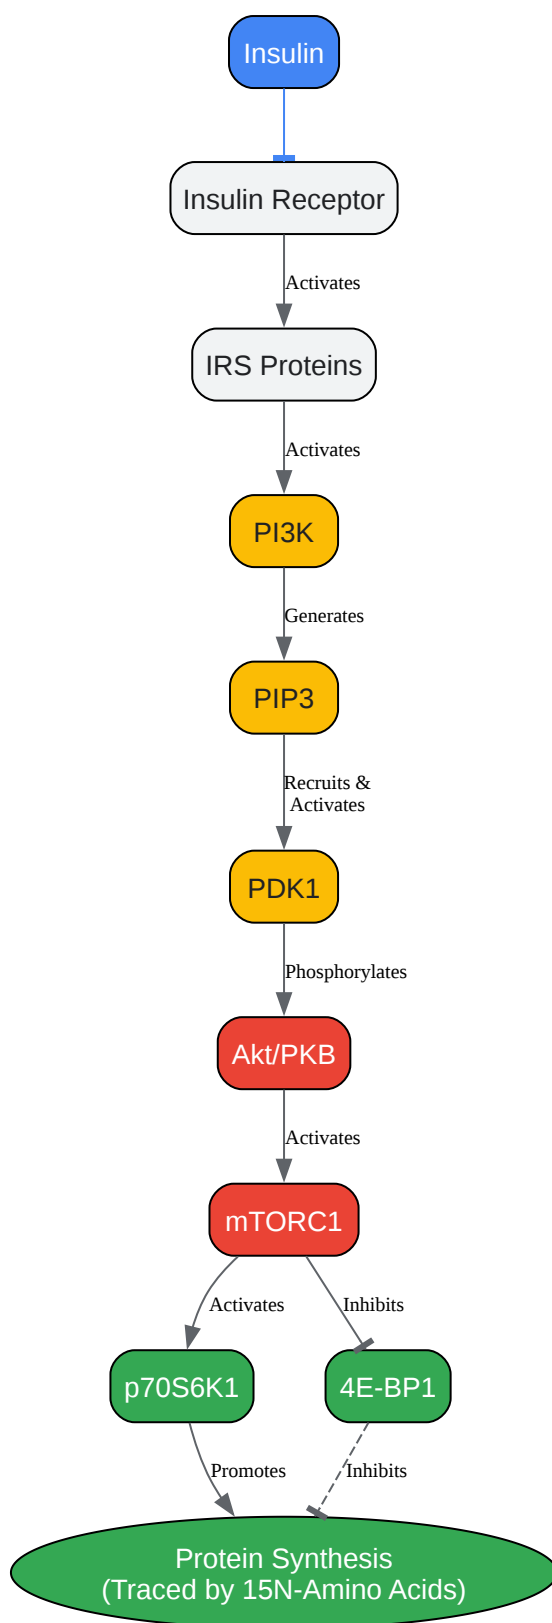 Insulin
Insulin Receptor
Activates
IRS Proteins
Activates
PI3K
Generates
PIP3
Recruits &
Activates
PDK1
Phosphorylates
Akt/PKB
Activates
mTORC1
Activates
Inhibits
p70S6K1
4E-BP1
Promotes
Inhibits
Protein Synthesis
(Traced by 15N-Amino Acids)